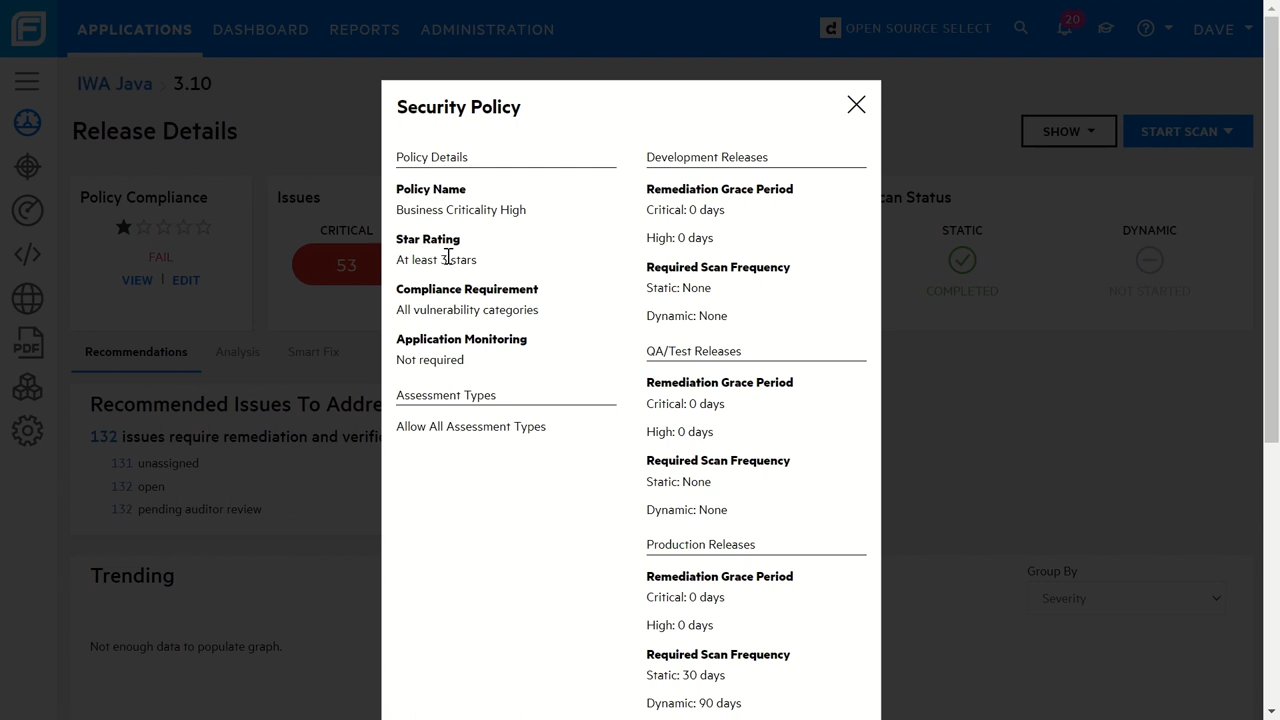 APPLICATIONS DASHBOARD REPORTS ADMINISTRATION d OPEN SOURCE SELECT 20 DAVE
IWA Java 3.10
Release Details
SHOW START SCAN
Policy Compliance
FAIL
VIEW | EDIT
Issues
CRITICAL
53
can Status
STATIC
COMPLETED
DYNAMIC
NOT STARTED
Recommendations Analysis Smart Fix
Recommended Issues To Addre
132 issues require remediation and verific
131 unassigned
132 open
132 pending auditor review
Trending
Group By
Severity
Not enough data to populate graph.
Security Policy
Policy Details
Policy Name
Business Criticality High
Star Rating
At least 3 stars
Compliance Requirement
All vulnerability categories
Application Monitoring
Not required
Assessment Types
Allow All Assessment Types
Development Releases
Remediation Grace Period
Critical: 0 days
High: 0 days
Required Scan Frequency
Static: None
Dynamic: None
QA/Test Releases
Remediation Grace Period
Critical: 0 days
High: 0 days
Required Scan Frequency
Static: None
Dynamic: None
Production Releases
Remediation Grace Period
Critical: 0 days
High: 0 days
Required Scan Frequency
Static: 30 days
Dynamic: 90 days